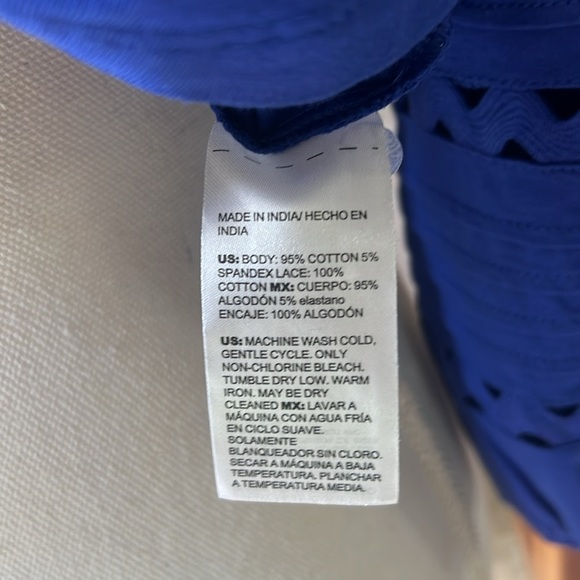 MADE IN INDIA/ HECHO EN
INDIA
US: BODY: 95% COTTON 5%
SPANDEX LACE: 100%
COTTON MX: CUERPO: 95%
ALGODÓN 5% elastano
ENCAJE: 100% ALGODÓN
US: MACHINE WASH COLD,
GENTLE CYCLE. ONLY
NON-CHLORINE BLEACH.
TUMBLE DRY LOW. WARM
IRON. MAY BE DRY
CLEANED MX: LAVAR A
MÁQUINA CON AGUA FRÍA
EN CICLO SUAVE.
SOLAMENTE
BLANQUEADOR SIN CLORO.
SECAR A MÁQUINA A BAJA
TEMPERATURA. PLANCHAR
A TEMPERATURA MEDIA.